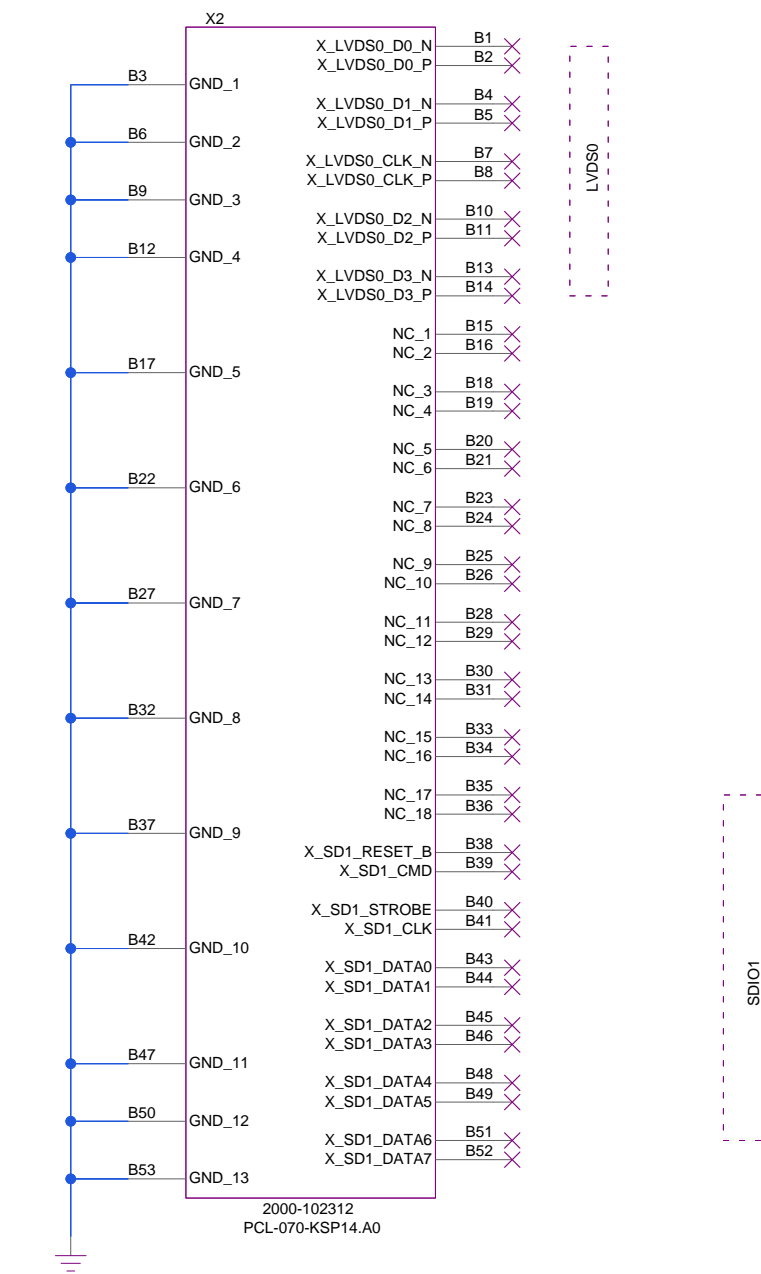 X2
X_LVDS0_D0_N B1
X_LVDS0_D0_P B2
B3 GND_1
X_LVDS0_D1_N B4
X_LVDS0_D1_P B5
B6 GND_2
X_LVDS0_CLK_N B7
X_LVDS0_CLK_P B8
B9 GND_3
X_LVDS0_D2_N B10
X_LVDS0_D2_P B11
B12 GND_4
X_LVDS0_D3_N B13
X_LVDS0_D3_P B14
LVDS0
NC_1 B15
NC_2 B16
B17 GND_5
NC_3 B18
NC_4 B19
NC_5 B20
NC_6 B21
B22 GND_6
NC_7 B23
NC_8 B24
NC_9 B25
NC_10 B26
B27 GND_7
NC_11 B28
NC_12 B29
NC_13 B30
NC_14 B31
B32 GND_8
NC_15 B33
NC_16 B34
NC_17 B35
NC_18 B36
B37 GND_9
X_SD1_RESET_B B38
X_SD1_CMD B39
X_SD1_STROBE B40
X_SD1_CLK B41
B42 GND_10
X_SD1_DATA0 B43
X_SD1_DATA1 B44
SDIO1
X_SD1_DATA2 B45
X_SD1_DATA3 B46
B47 GND_11
X_SD1_DATA4 B48
X_SD1_DATA5 B49
B50 GND_12
X_SD1_DATA6 B51
X_SD1_DATA7 B52
B53 GND_13
2000-102312
PCL-070-KSP14.A0